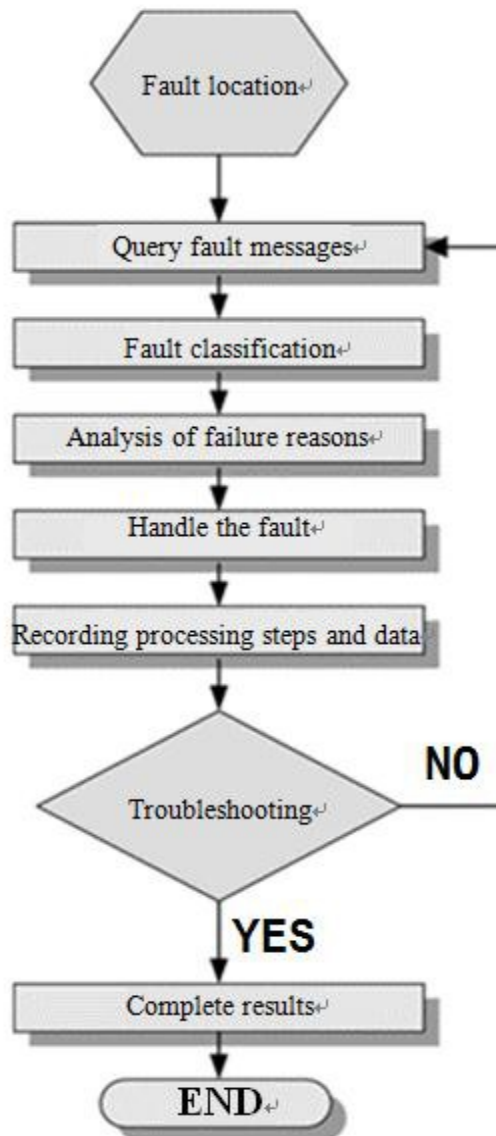 Fault location↵
Query fault messages↵
Fault classification↵
Analysis of failure reasons↵
Handle the fault↵
Recording processing steps and data
Troubleshooting↵
NO
YES
Complete results↵
END↵